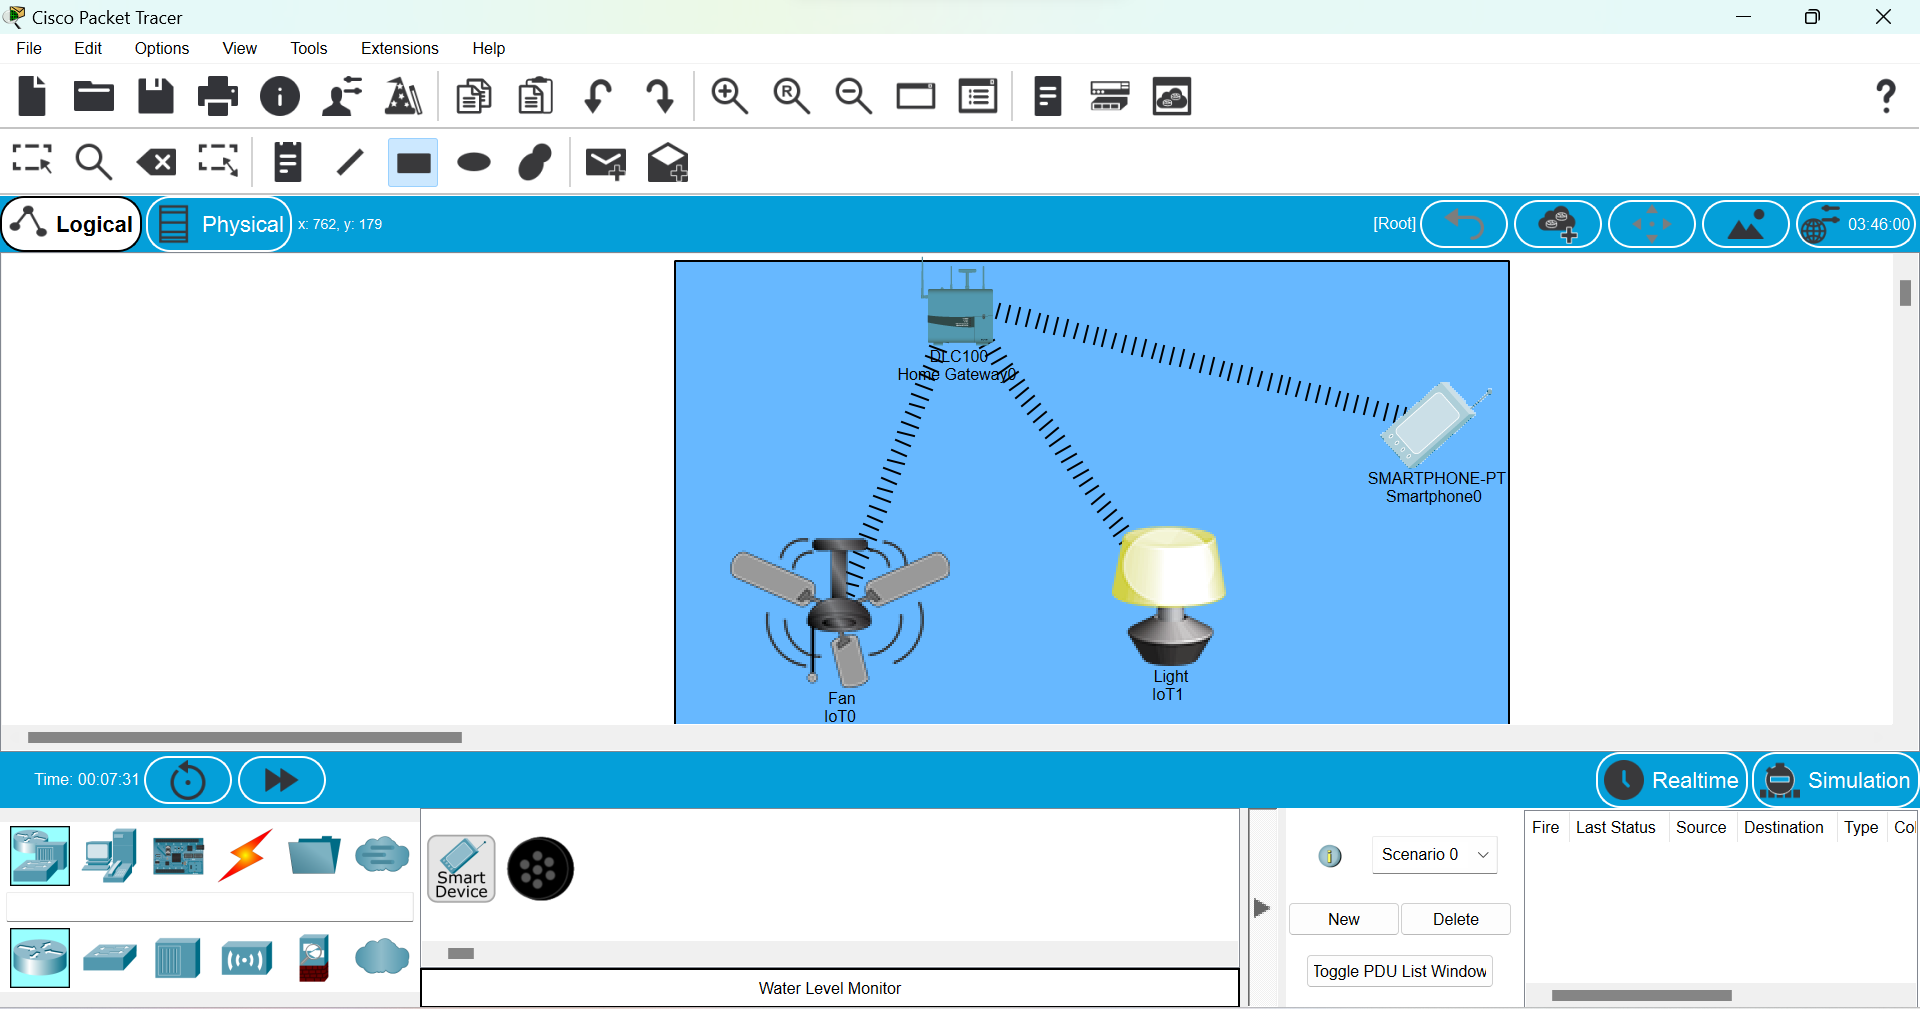 Cisco Packet Tracer
File Edit Options View Tools Extensions Help
Logical Physical x: 762, y: 179 [Root] 03:46:00
DLC100
Home Gateway0
SMARTPHONE-PT
Smartphone0
Light
IoT1
Fan
IoT0
Time: 00:07:31 Realtime Simulation
Smart
Device
Water Level Monitor
Scenario 0
New Delete
Toggle PDU List Window
Fire Last Status Source Destination Type Col